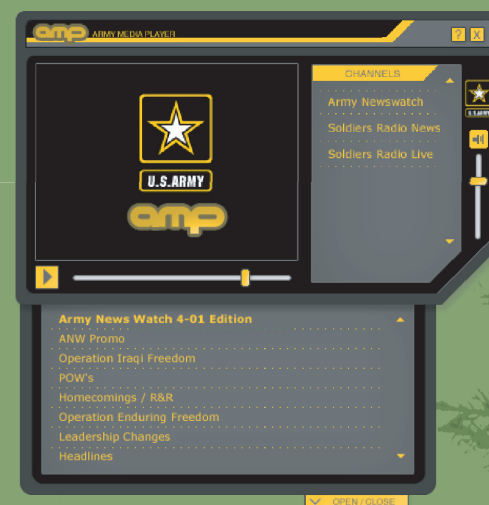 amp ARMY MEDIA PLAYER
? X
CHANNELS
Army Newswatch
Soldiers Radio News
Soldiers Radio Live
U.S.ARMY
U.S.ARMY
amp
Army News Watch 4-01 Edition
ANW Promo
Operation Iraqi Freedom
POW's
Homecomings / R&R
Operation Enduring Freedom
Leadership Changes
Headlines
OPEN / CLOSE